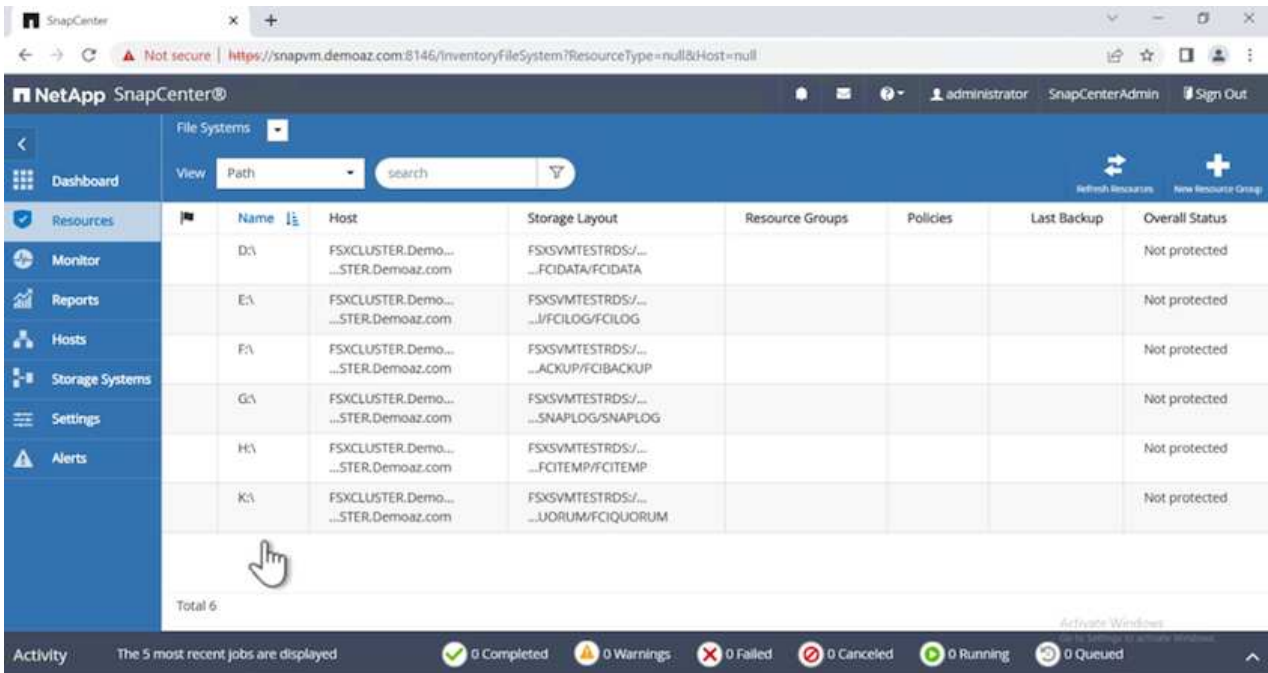 SnapCenter
Not secure | https://snapvm.demoaz.com:8146/InventoryFileSystem?ResourceType=null&Host=null
NetApp SnapCenter® administrator SnapCenterAdmin Sign Out
File Systems
View Path search Refresh Resources New Resource Group
Dashboard
Resources
Monitor
Reports
Hosts
Storage Systems
Settings
Alerts
Name Host Storage Layout Resource Groups Policies Last Backup Overall Status
D:\ FSXCLUSTER.Demo... FSXSVMTESTRDS:/... Not protected
...STER.Demoaz.com ...FCIDATA/FCIDATA
E:\ FSXCLUSTER.Demo... FSXSVMTESTRDS:/... Not protected
...STER.Demoaz.com ...I/FCILOG/FCILOG
F:\ FSXCLUSTER.Demo... FSXSVMTESTRDS:/... Not protected
...STER.Demoaz.com ...ACKUP/FCIBACKUP
G:\ FSXCLUSTER.Demo... FSXSVMTESTRDS:/... Not protected
...STER.Demoaz.com ...SNAPLOG/SNAPLOG
H:\ FSXCLUSTER.Demo... FSXSVMTESTRDS:/... Not protected
...STER.Demoaz.com ...FCITEMP/FCITEMP
K:\ FSXCLUSTER.Demo... FSXSVMTESTRDS:/... Not protected
...STER.Demoaz.com ...UORUM/FCIQUORUM
Total 6
Activate Windows
Go to Settings to activate Windows.
Activity The 5 most recent jobs are displayed 0 Completed 0 Warnings 0 Failed 0 Canceled 0 Running 0 Queued